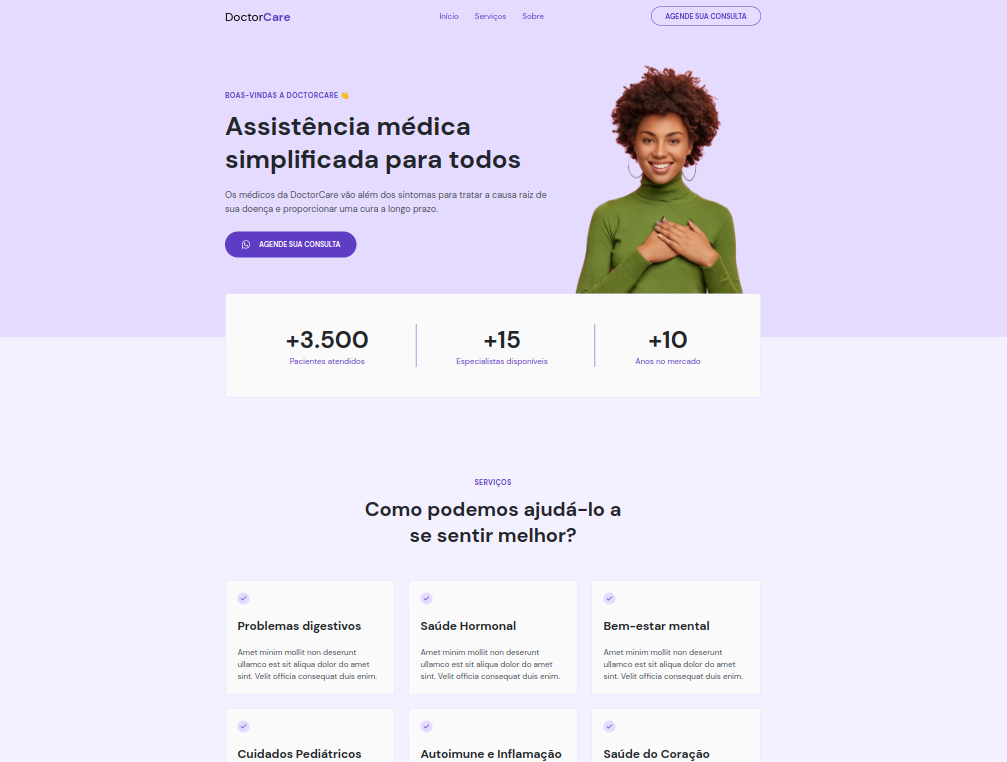 DoctorCare
Início Serviços Sobre
AGENDE SUA CONSULTA
BOAS-VINDAS A DOCTORCARE 👋
Assistência médica
simplificada para todos
Os médicos da DoctorCare vão além dos sintomas para tratar a causa raiz de
sua doença e proporcionar uma cura a longo prazo.
AGENDE SUA CONSULTA
+3.500
Pacientes atendidos
+15
Especialistas disponíveis
+10
Anos no mercado
SERVIÇOS
Como podemos ajudá-lo a
se sentir melhor?
Problemas digestivos
Amet minim mollit non deserunt
ullamco est sit aliqua dolor do amet
sint. Velit officia consequat duis enim.
Saúde Hormonal
Amet minim mollit non deserunt
ullamco est sit aliqua dolor do amet
sint. Velit officia consequat duis enim.
Bem-estar mental
Amet minim mollit non deserunt
ullamco est sit aliqua dolor do amet
sint. Velit officia consequat duis enim.
Cuidados Pediátricos
Autoimune e Inflamação
Saúde do Coração